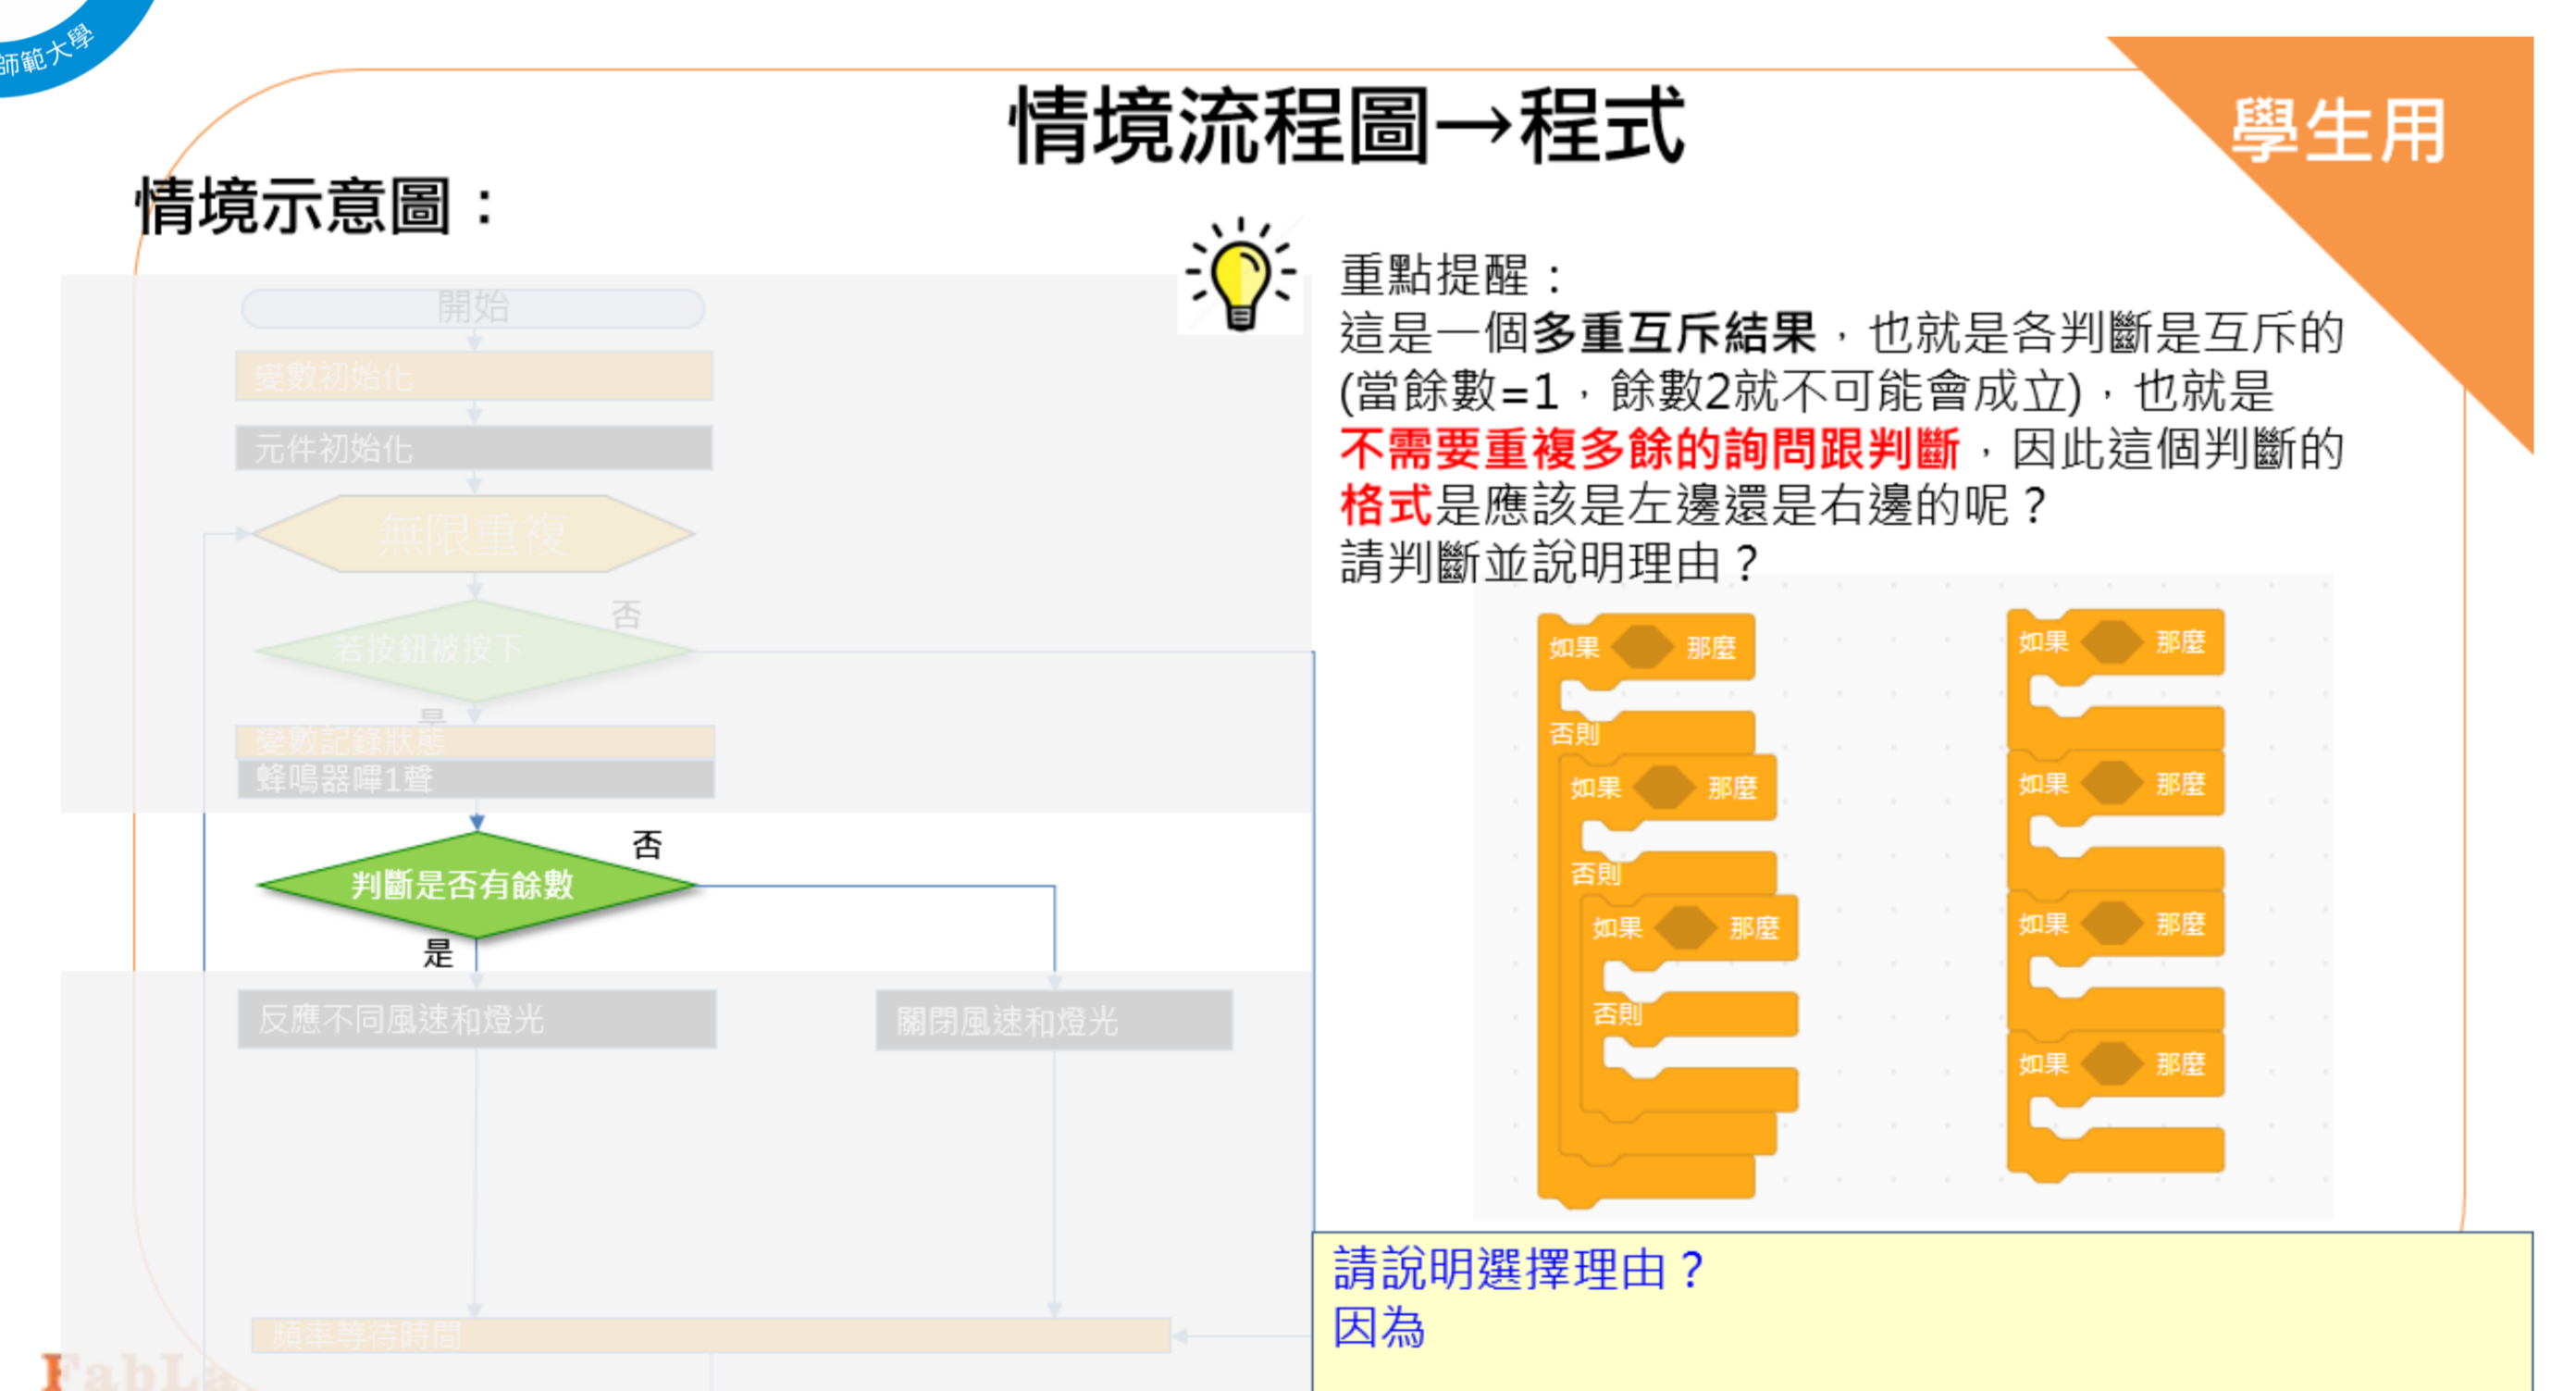 師範大學
情境流程圖→程式
學生用
情境示意圖：
開始
變數初始化
元件初始化
無限重複
否
若按鈕被按下
是
變數記錄狀態
蜂鳴器嗶1聲
否
判斷是否有餘數
是
反應不同風速和燈光
關閉風速和燈光
頻率等待時間
FabLa
重點提醒：
這是一個多重互斥結果，也就是各判斷是互斥的
(當餘數=1，餘數2就不可能會成立)，也就是
不需要重複多餘的詢問跟判斷，因此這個判斷的
格式是應該是左邊還是右邊的呢？
請判斷並說明理由？
如果 那麼
否則
如果 那麼
否則
如果 那麼
否則
如果 那麼
如果 那麼
如果 那麼
如果 那麼
請說明選擇理由？
因為